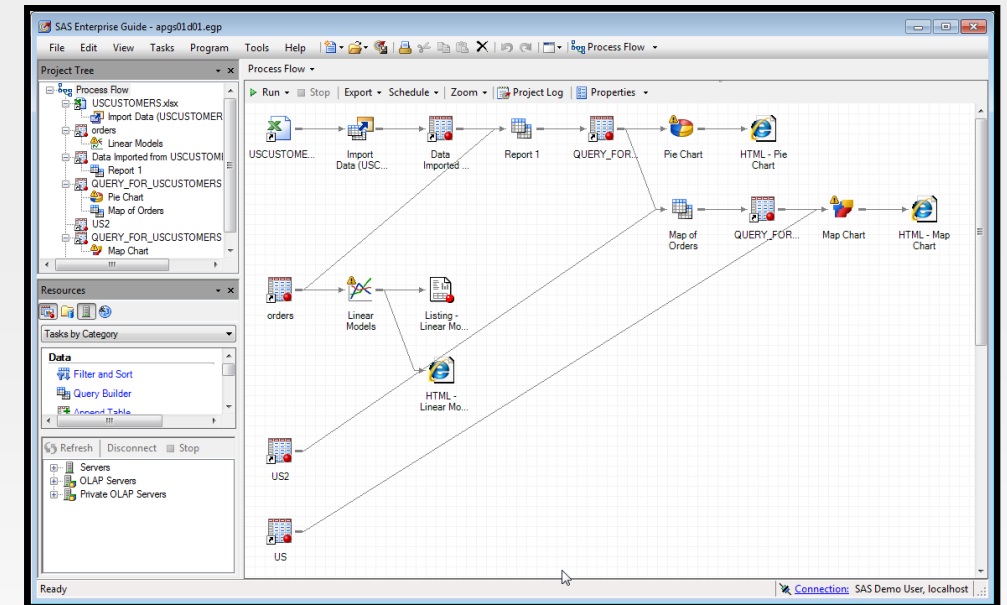 SAS Enterprise Guide - apgs01d01.egp
File Edit View Tasks Program Tools Help Process Flow
Project Tree
Process Flow
USCUSTOMERS.xlsx
Import Data (USCUSTOMER
orders
Linear Models
Data Imported from USCUSTOME
Report 1
QUERY_FOR_USCUSTOMERS
Pie Chart
Map of Orders
US2
QUERY_FOR_USCUSTOMERS
Map Chart
Resources
Tasks by Category
Data
Filter and Sort
Query Builder
Append Table
Refresh Disconnect Stop
Servers
OLAP Servers
Private OLAP Servers
Process Flow
Run Stop Export Schedule Zoom Project Log Properties
USCUSTOME...
Import
Data (USC...
Data
Imported ...
Report 1
QUERY_FOR...
Pie Chart
HTML - Pie
Chart
Map of
Orders
QUERY_FOR...
Map Chart
HTML - Map
Chart
orders
Linear
Models
Listing -
Linear Mo...
HTML -
Linear Mo...
US2
US
Ready
Connection: SAS Demo User, localhost